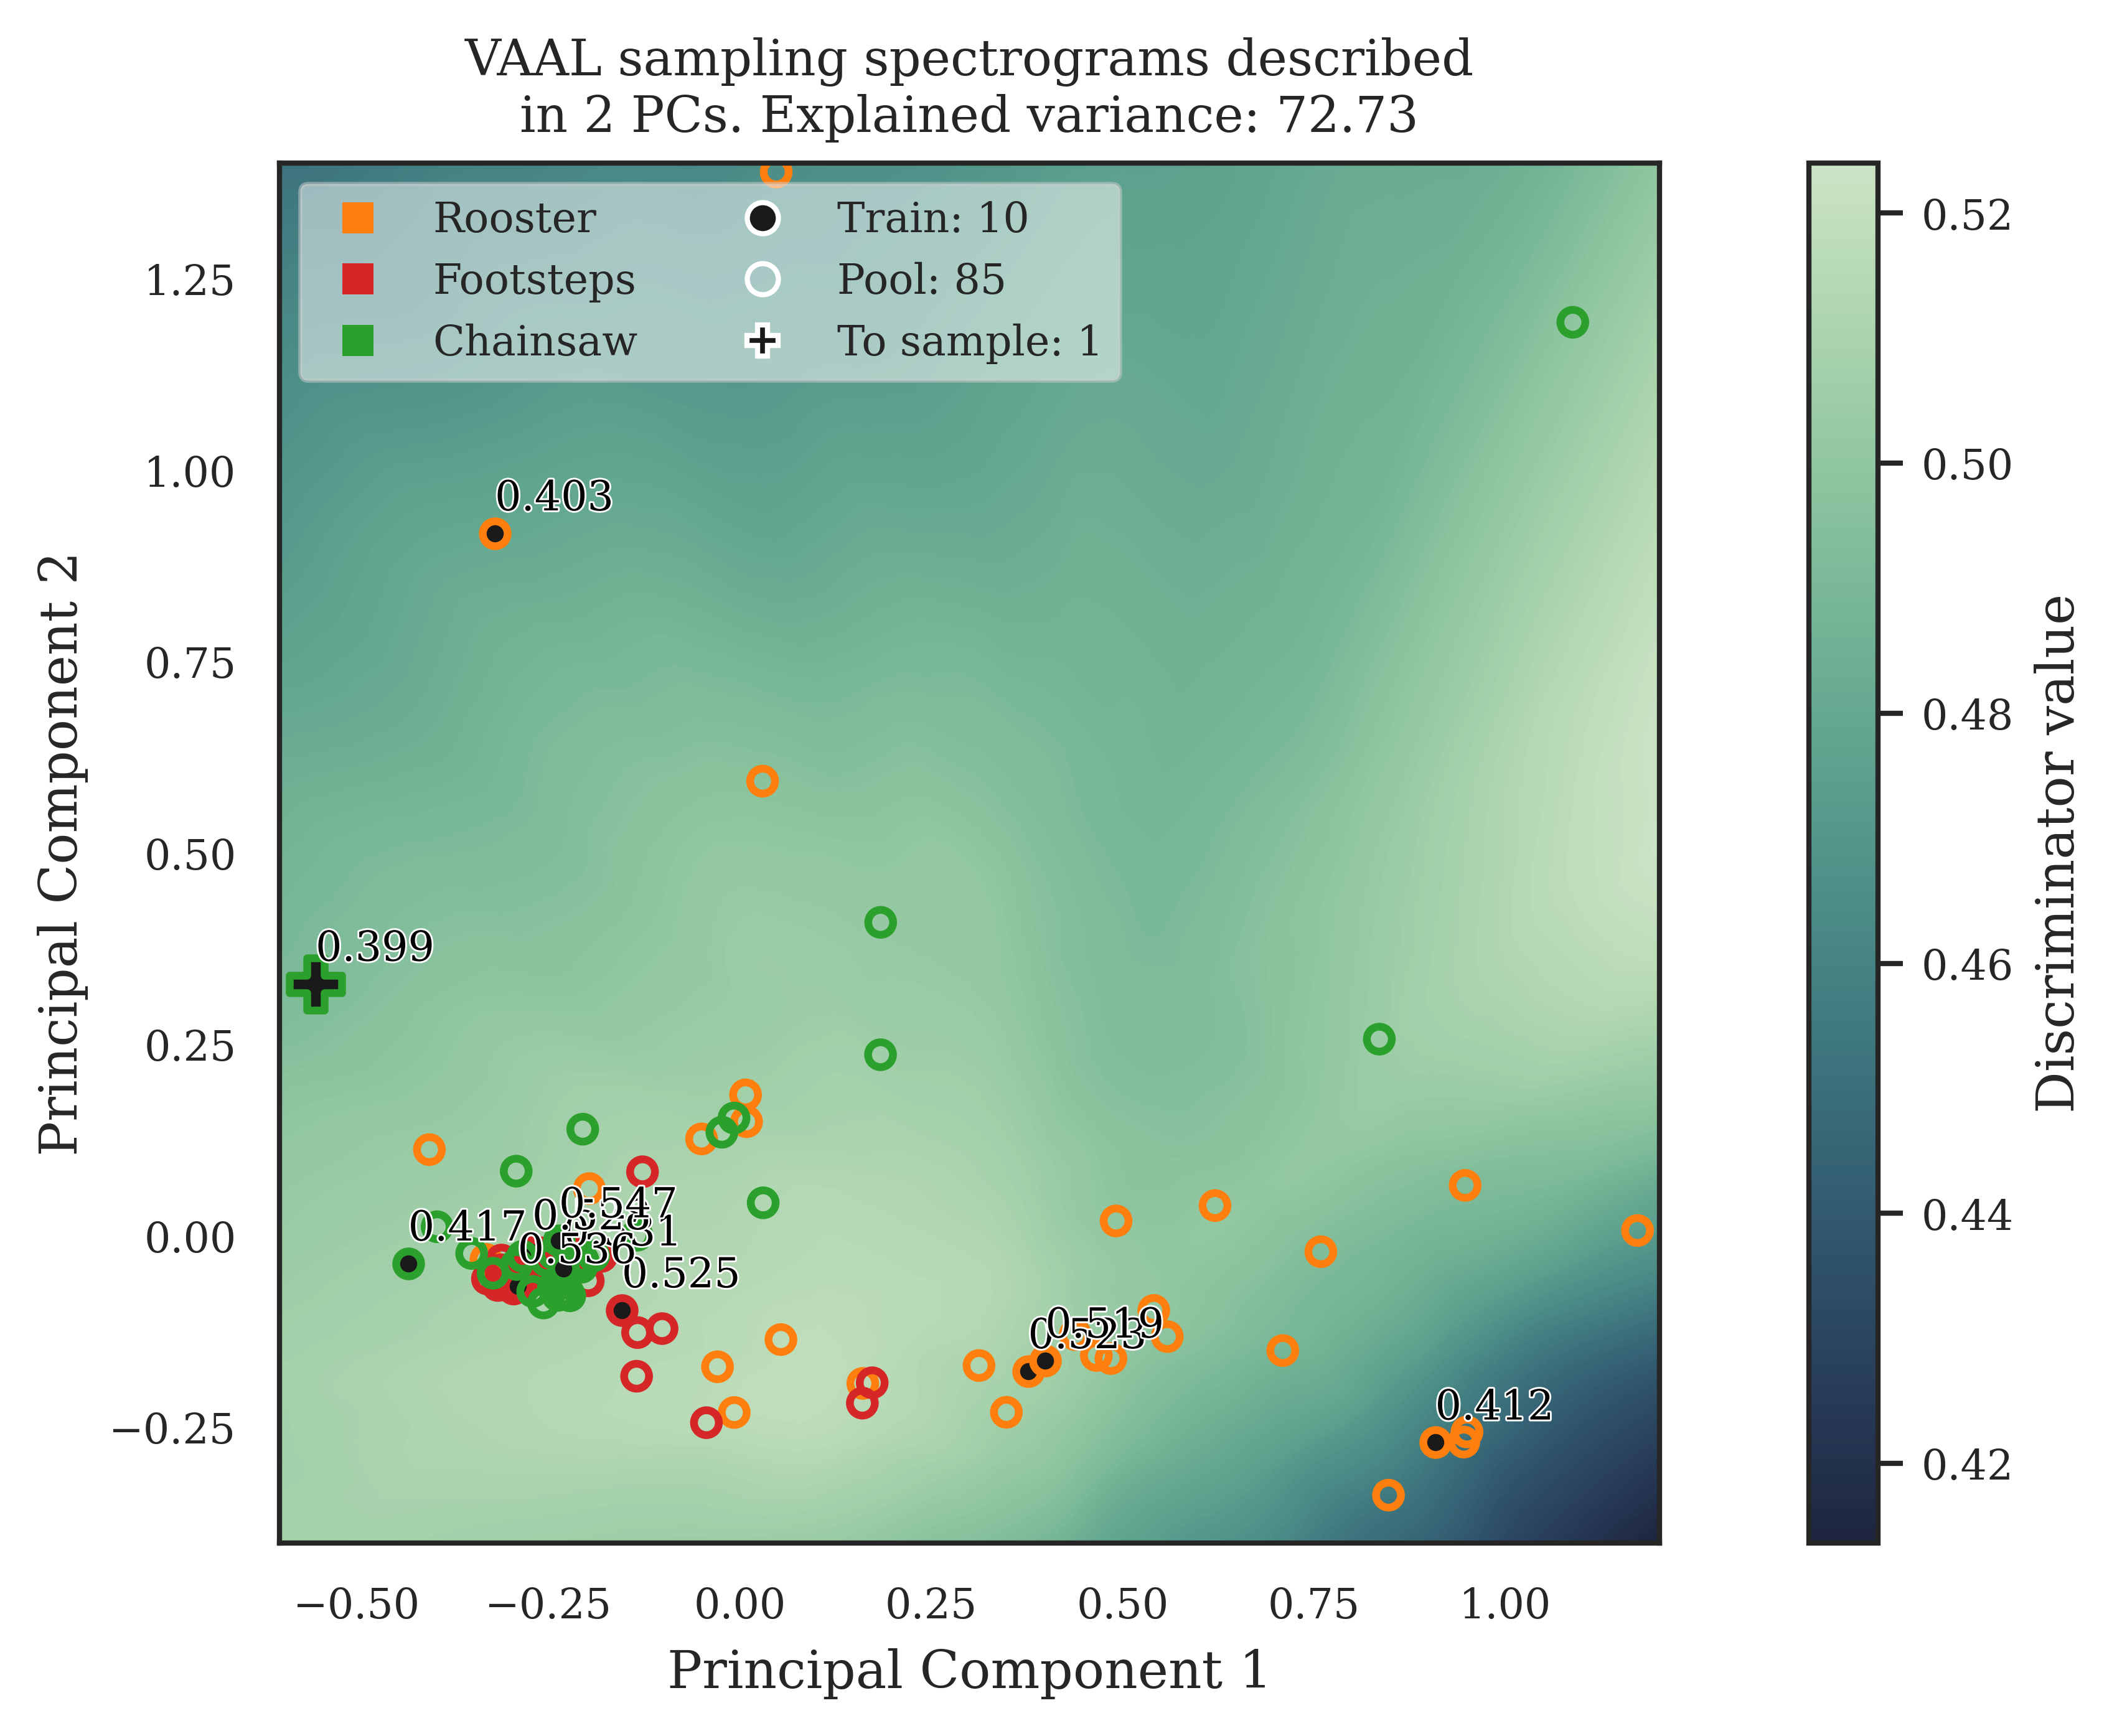 VAAL sampling spectrograms described
in 2 PCs. Explained variance: 72.73
Rooster
Footsteps
Chainsaw
Train: 10
Pool: 85
To sample: 1
1.25
1.00
0.75
0.50
0.25
0.00
−0.25
Principal Component 2
0.403
0.399
0.417
0.547
0.536
0.525
0.519
0.523
0.412
−0.50
−0.25
0.00
0.25
0.50
0.75
1.00
Principal Component 1
0.52
0.50
0.48
0.46
0.44
0.42
Discriminator value